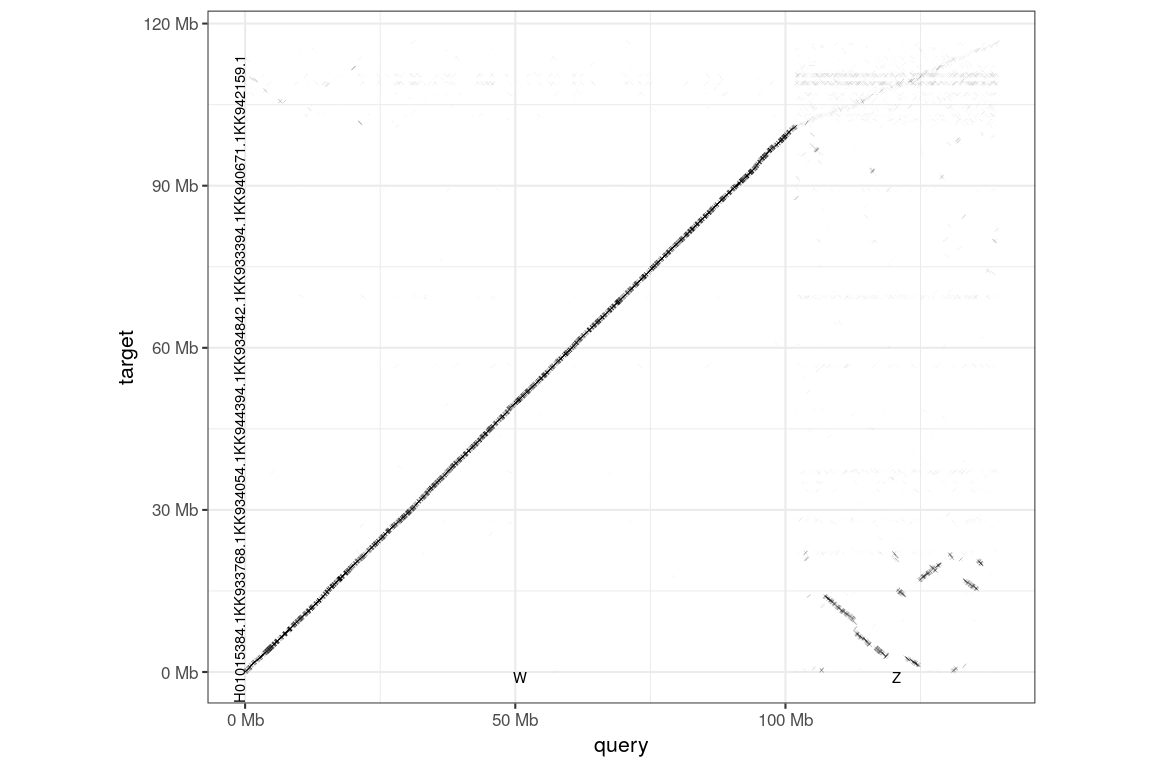 120 Mb
90 Mb
60 Mb
30 Mb
0 Mb
target
H01015384.1KK933768.1KK934054.1KK944394.1KK934842.1KK933394.1KK940671.1KK942159.1
W
Z
0 Mb
50 Mb
100 Mb
query